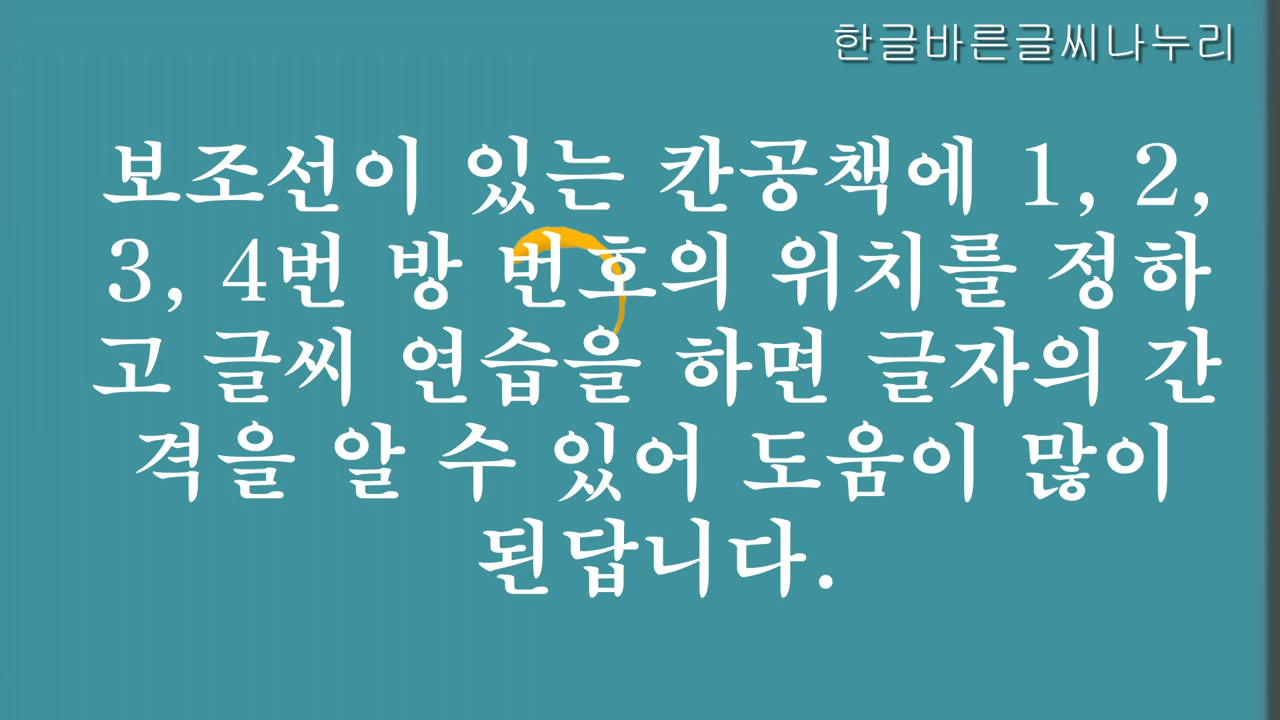 한글바른글씨나누리
보조선이 있는 칸공책에 1, 2,
3, 4번 방 번호의 위치를 정하
고 글씨 연습을 하면 글자의 간
격을 알 수 있어 도움이 많이
된답니다.